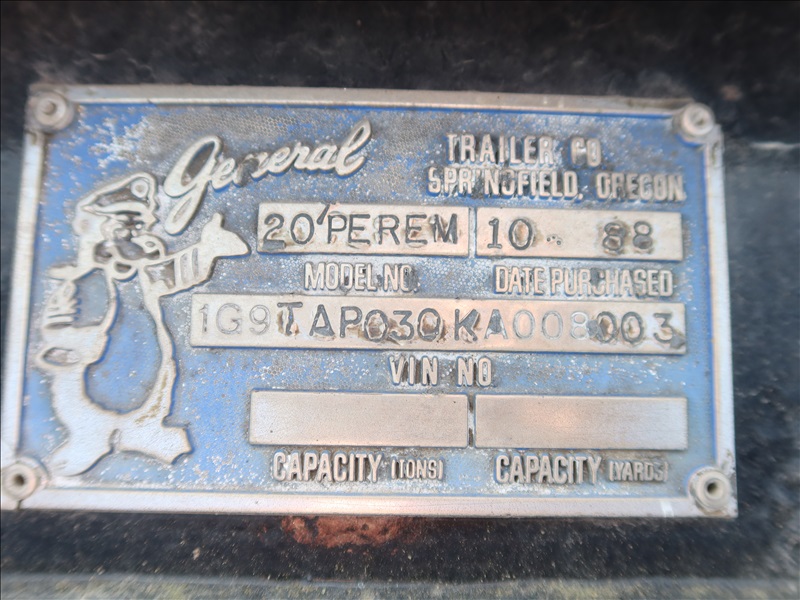 General TRAILER CO
SPRINGFIELD, OREGON
20' PEREM 10 88
MODEL NO. DATE PURCHASED
1G9TAP030KA008003
VIN NO
CAPACITY (TONS) CAPACITY (YARDS)